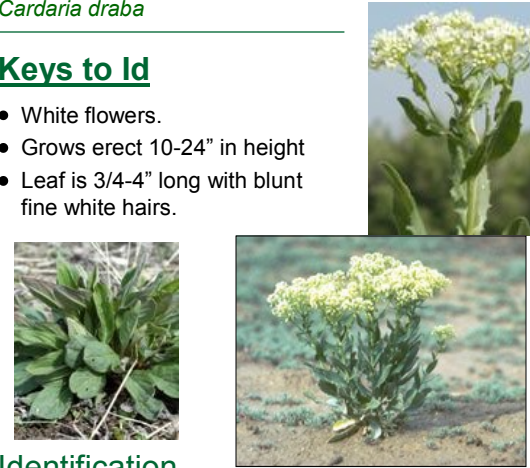 Cardaria draba
Keys to Id
• White flowers.
• Grows erect 10-24” in height
• Leaf is 3/4-4” long with blunt
fine white hairs.
Identification